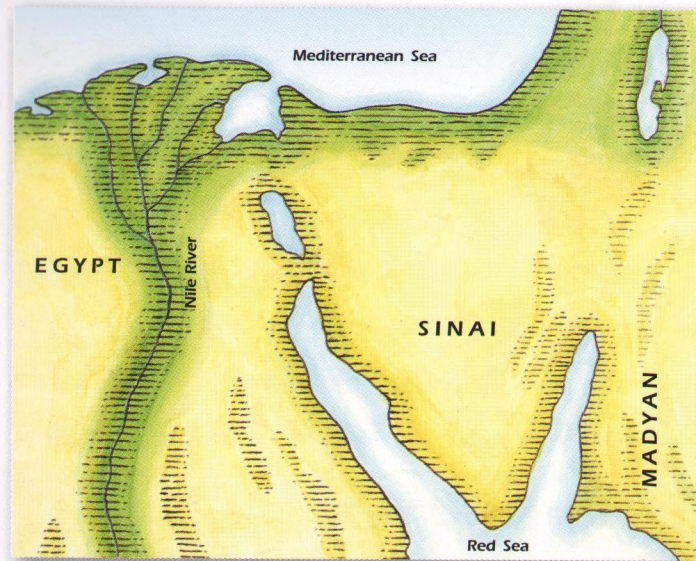 Mediterranean Sea
EGYPT
Nile River
SINAI
MADYAN
Red Sea